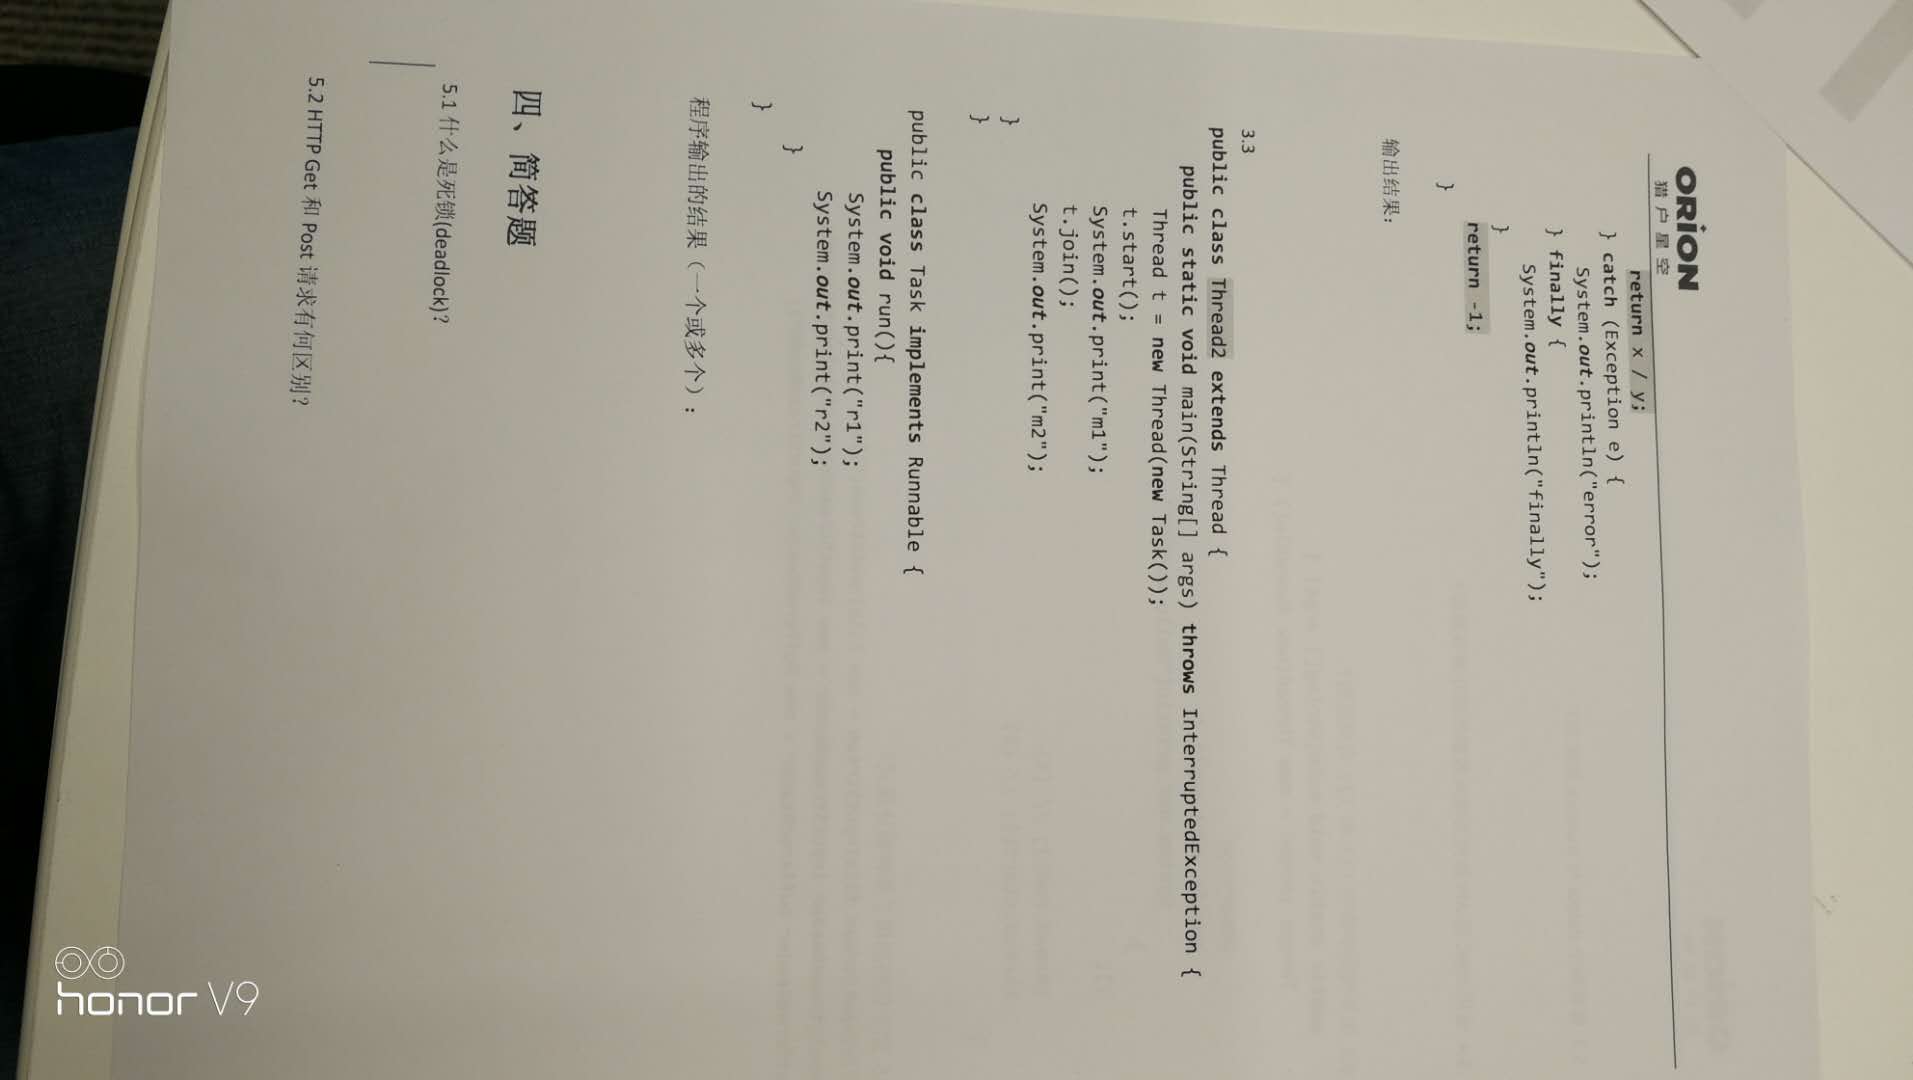 ORION
猎户星空
return x / y;
} catch (Exception e) {
System.out.println("error");
} finally {
System.out.println("finally");
}
return -1;
}
输出结果:
3.3
public class Thread2 extends Thread {
public static void main(String[] args) throws InterruptedException {
Thread t = new Thread(new Task());
t.start();
System.out.print("m1");
t.join();
System.out.print("m2");
}
}
public class Task implements Runnable {
public void run(){
System.out.print("r1");
System.out.print("r2");
}
}
程序输出的结果（一个或多个）:
四、简答题
5.1 什么是死锁(deadlock)?
5.2 HTTP Get 和 Post 请求有何区别?
honor V9